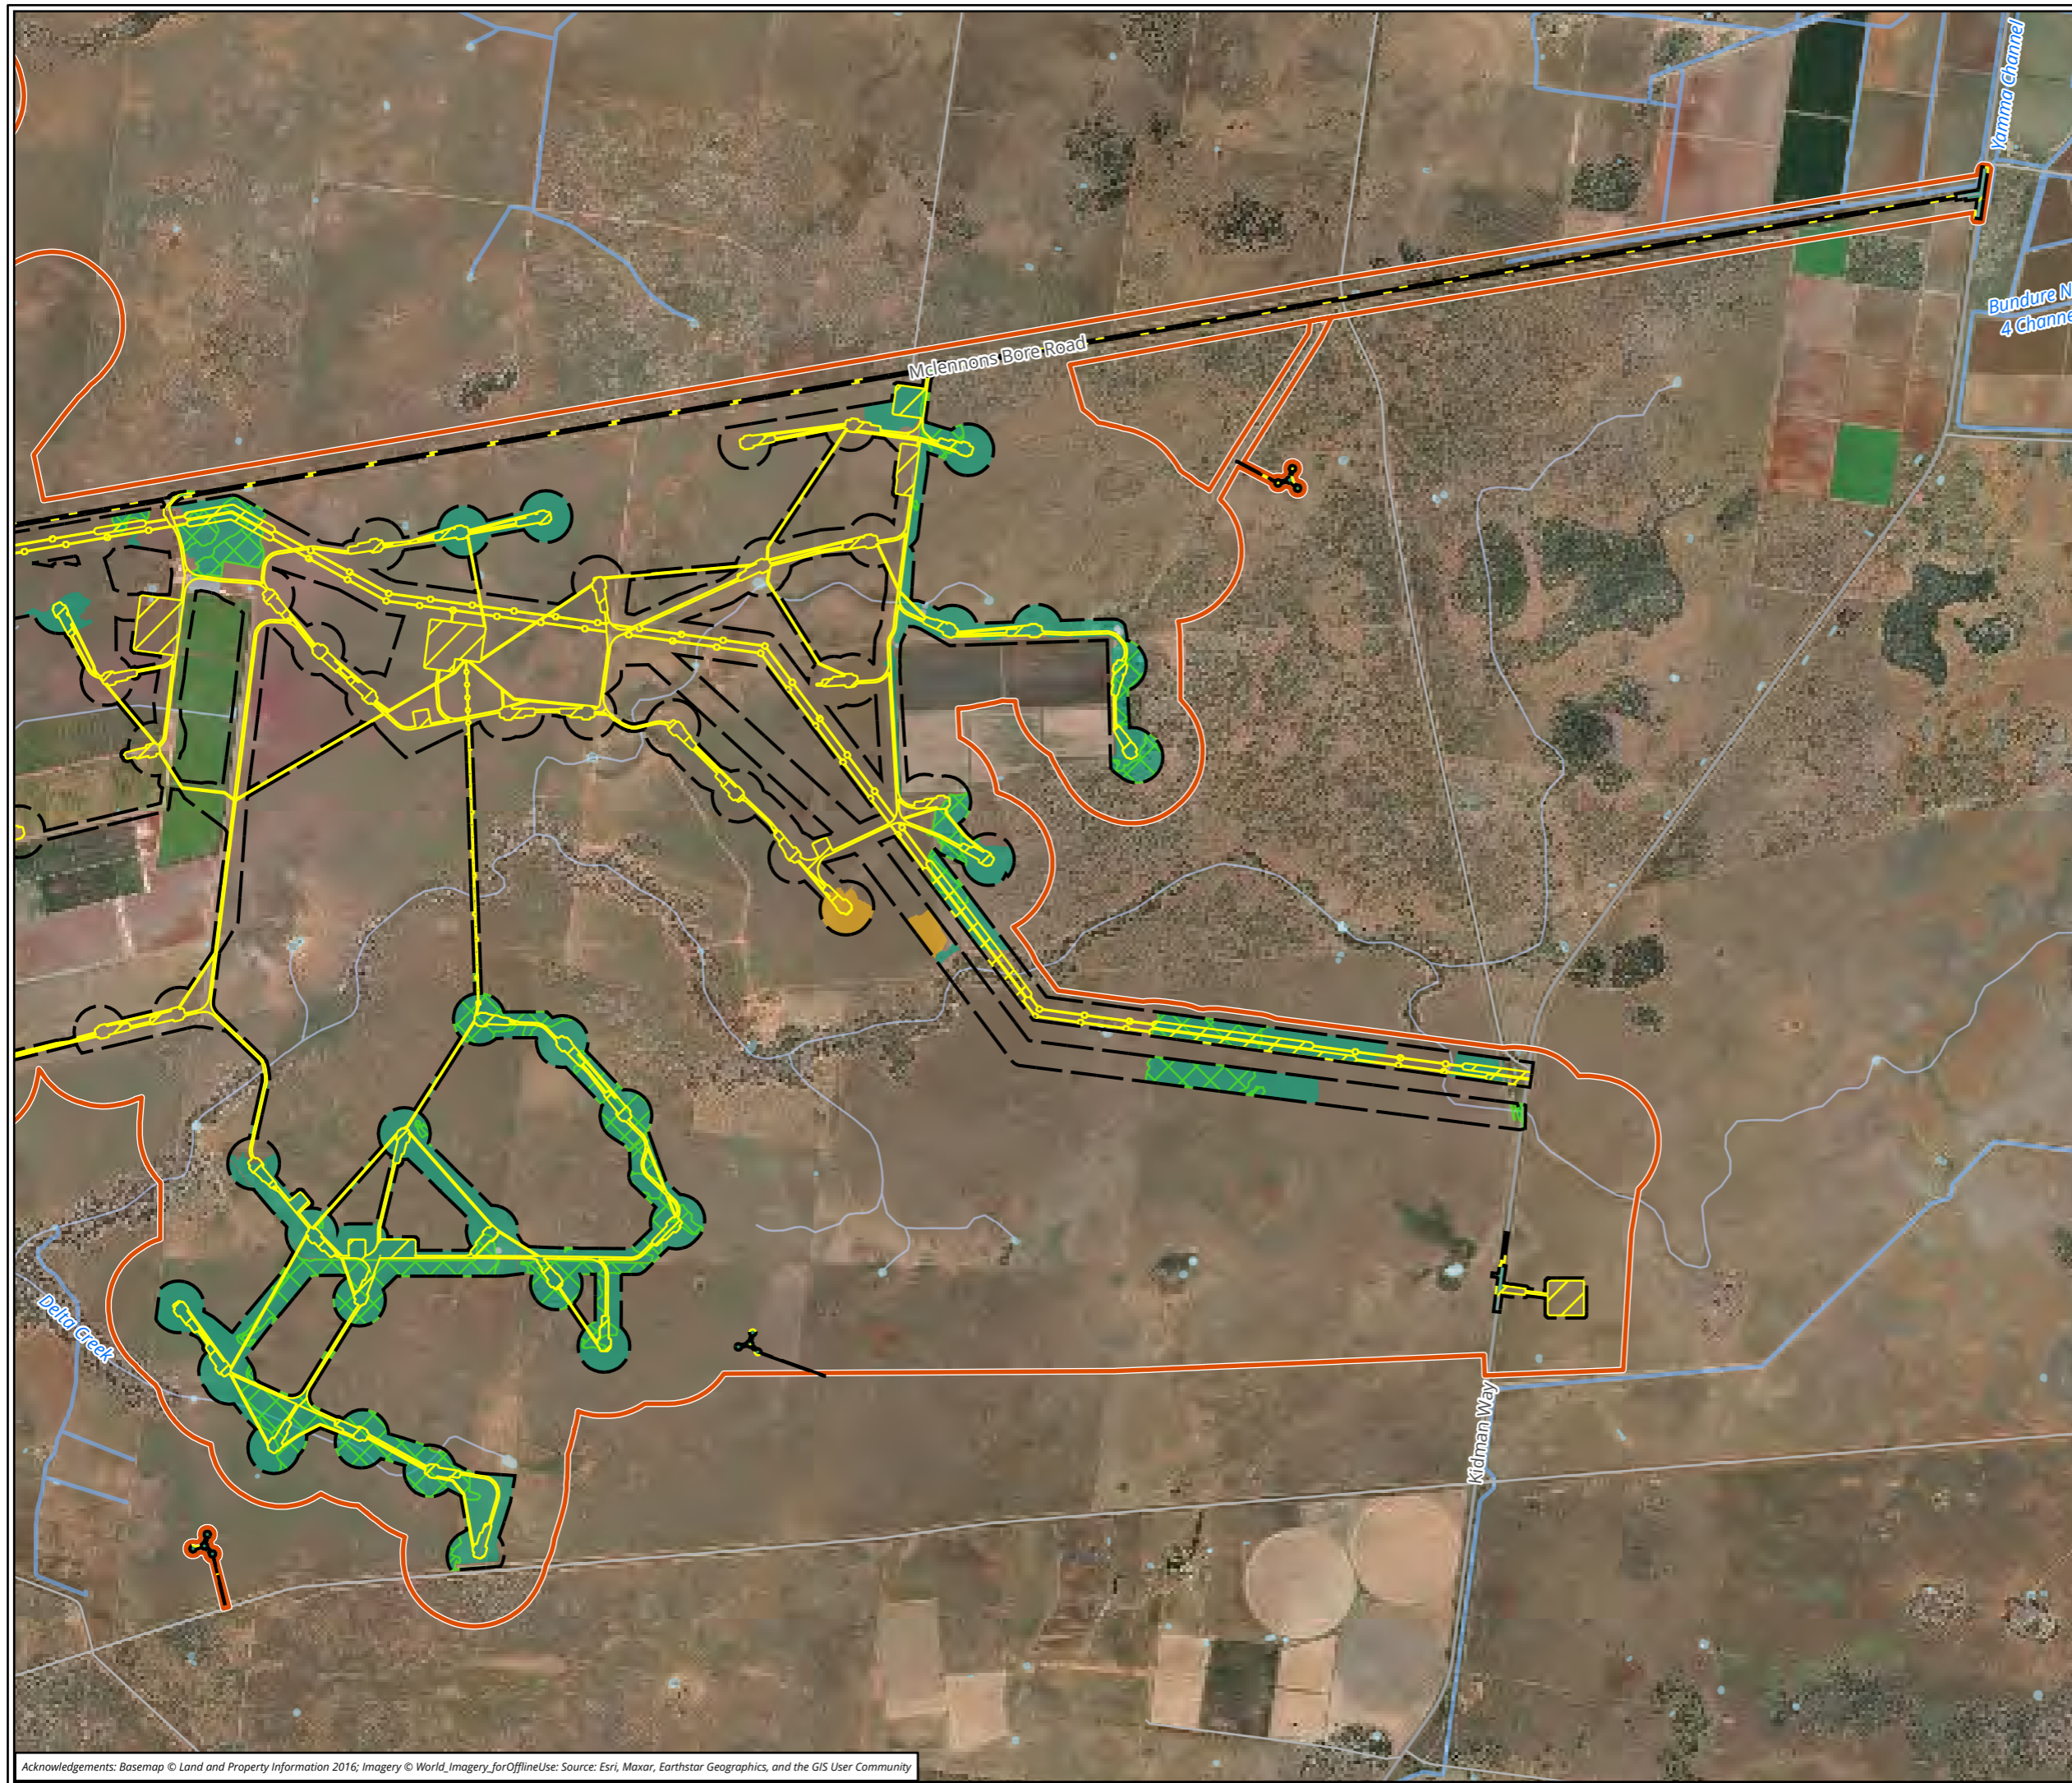 Yamma Channel
Bundure N
4 Channe
Mclennons Bore Road
Delta Creek
Kidman Way
Acknowledgements: Basemap © Land and Property Information 2016; Imagery © World_Imagery_forOfflineUse: Source: Esri, Maxar, Earthstar Geographics, and the GIS User Community